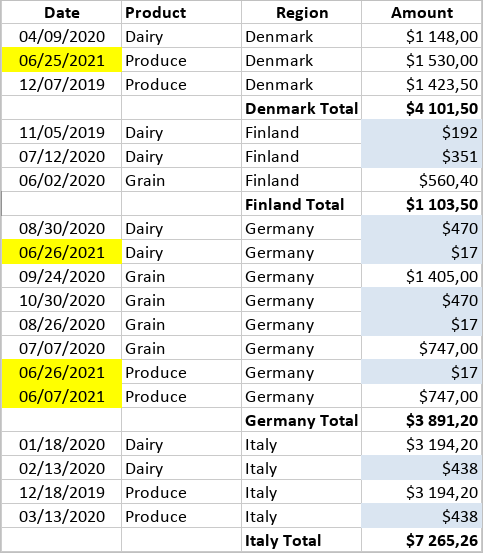 Date Product Region Amount
04/09/2020 Dairy Denmark $1 148,00
06/25/2021 Produce Denmark $1 530,00
12/07/2019 Produce Denmark $1 423,50
Denmark Total $4 101,50
11/05/2019 Dairy Finland $192
07/12/2020 Dairy Finland $351
06/02/2020 Grain Finland $560,40
Finland Total $1 103,50
08/30/2020 Dairy Germany $470
06/26/2021 Dairy Germany $17
09/24/2020 Grain Germany $1 405,00
10/30/2020 Grain Germany $470
08/26/2020 Grain Germany $17
07/07/2020 Grain Germany $747,00
06/26/2021 Produce Germany $17
06/07/2021 Produce Germany $747,00
Germany Total $3 891,20
01/18/2020 Dairy Italy $3 194,20
02/13/2020 Dairy Italy $438
12/18/2019 Produce Italy $3 194,20
03/13/2020 Produce Italy $438
Italy Total $7 265,26